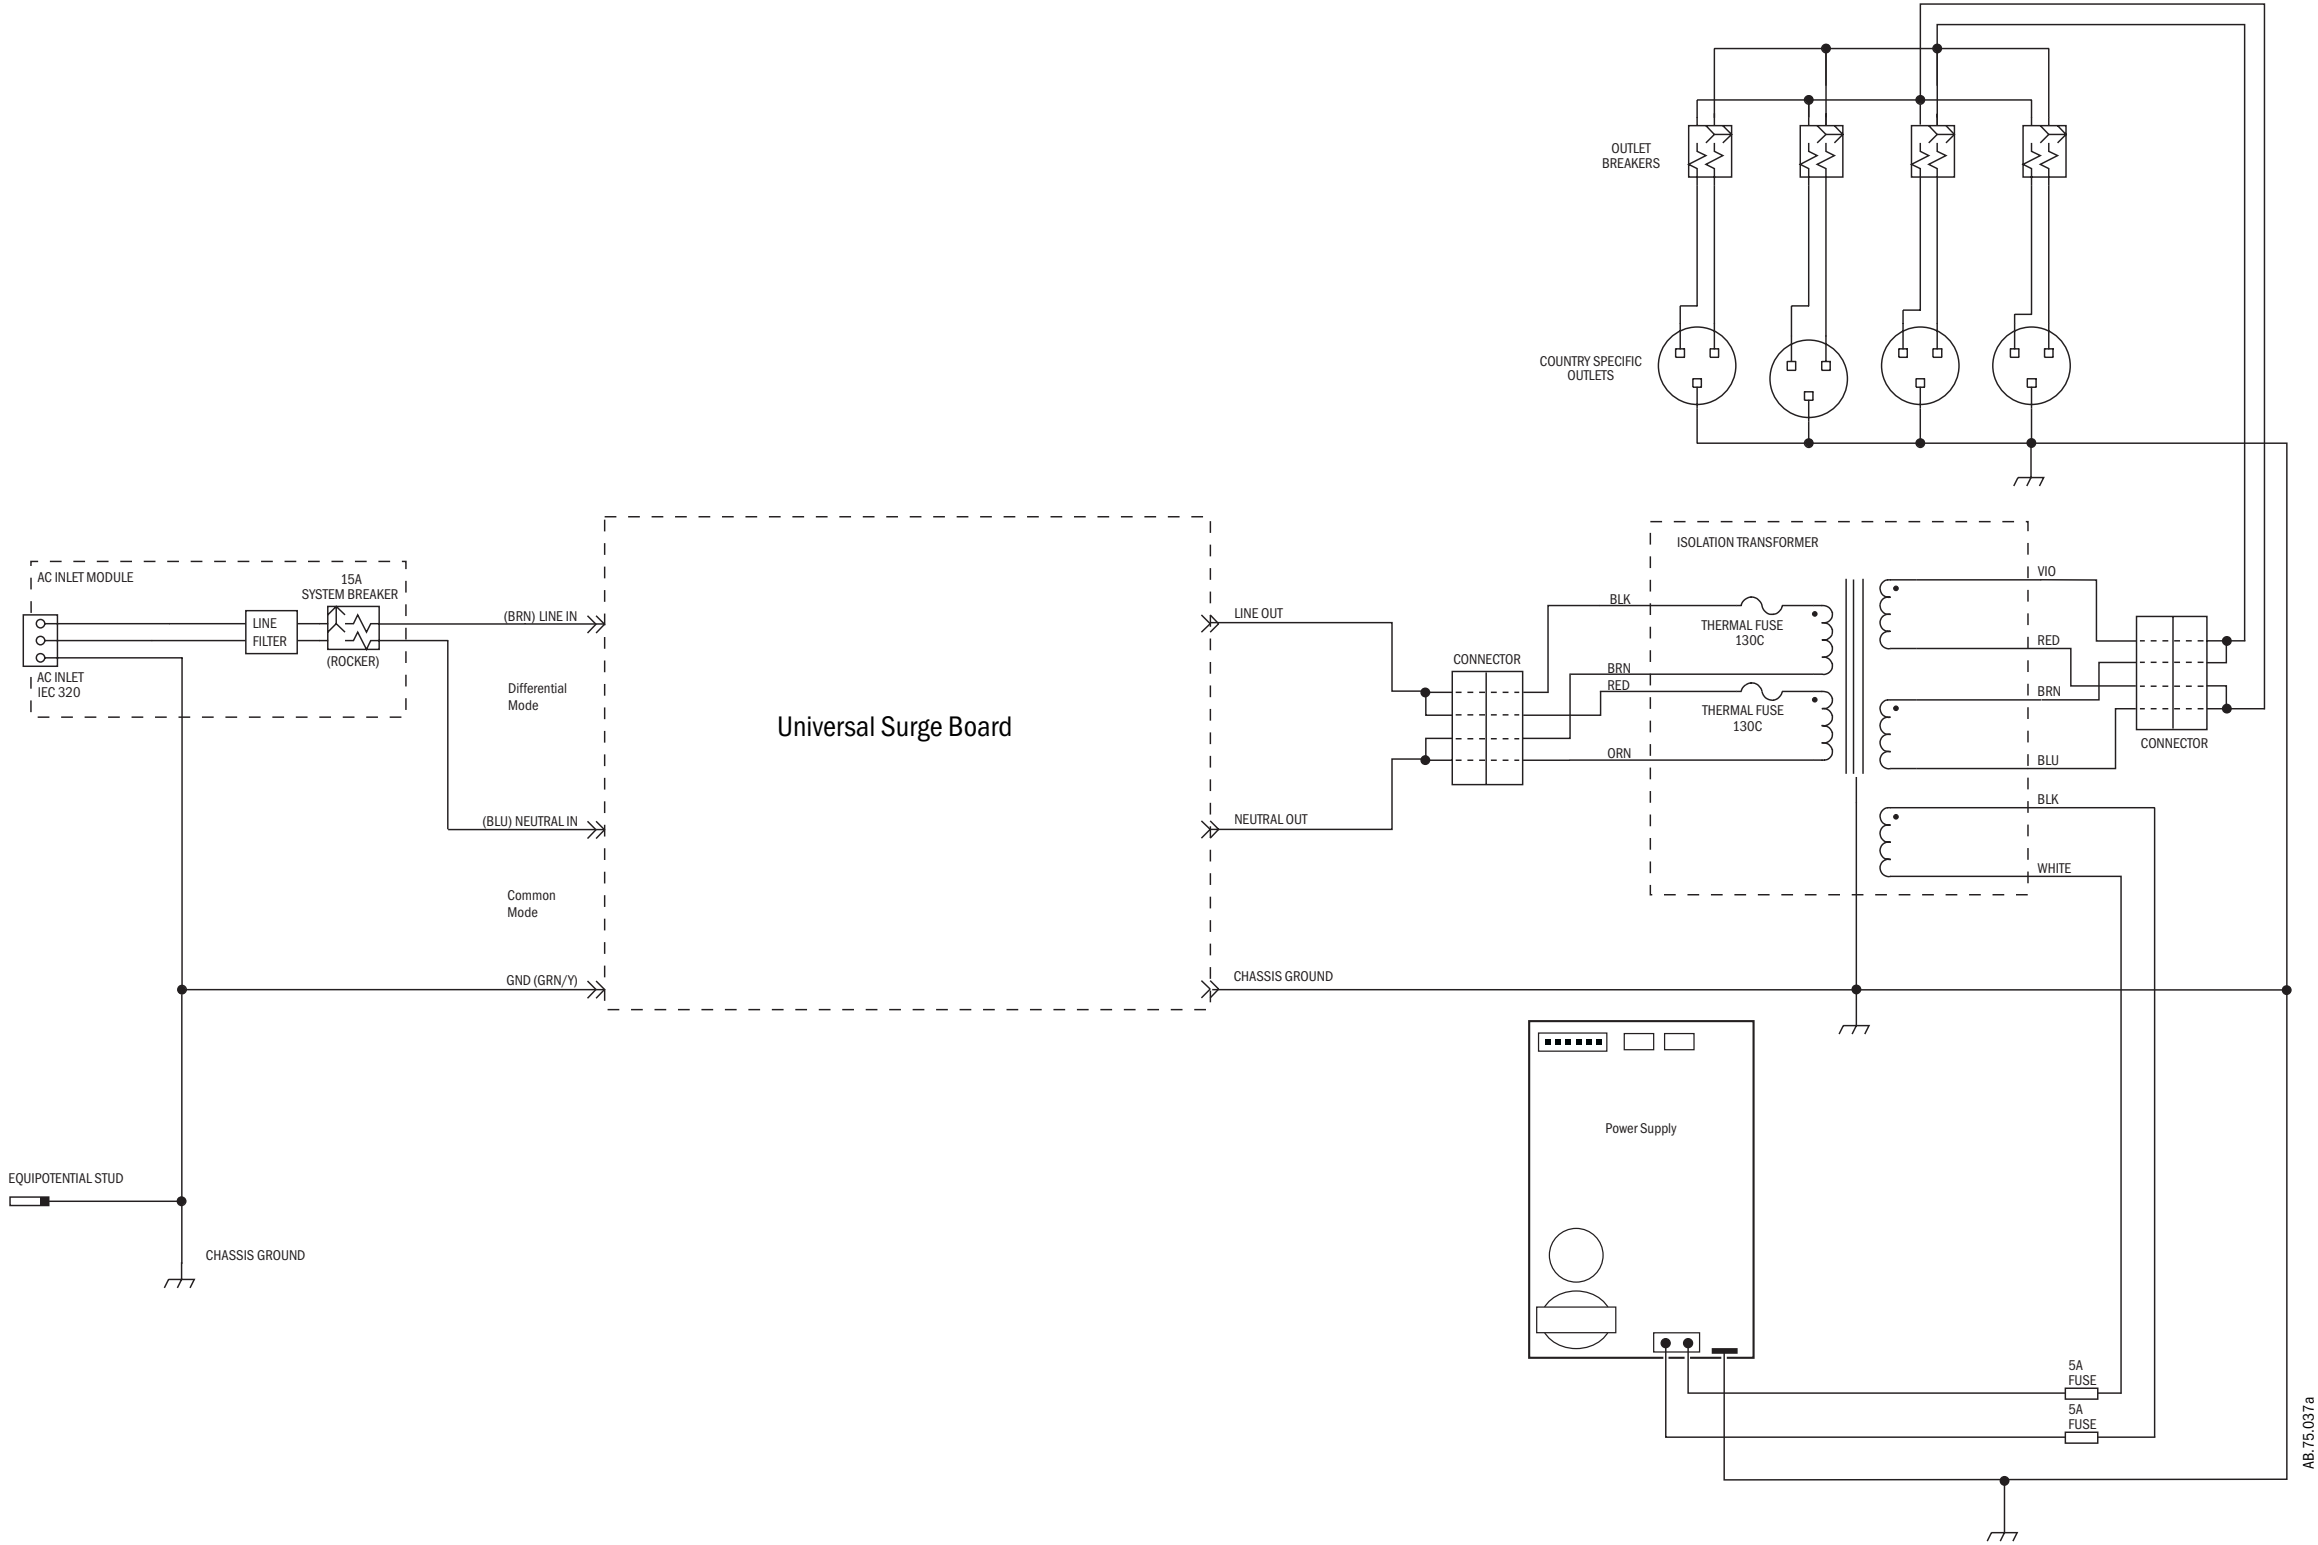 OUTLET
BREAKERS
COUNTRY SPECIFIC
OUTLETS
AC INLET MODULE
15A
SYSTEM BREAKER
LINE
FILTER
(ROCKER)
AC INLET
IEC 320
(BRN) LINE IN
Differential
Mode
(BLU) NEUTRAL IN
Common
Mode
GND (GRN/Y)
Universal Surge Board
LINE OUT
NEUTRAL OUT
CHASSIS GROUND
CONNECTOR
ISOLATION TRANSFORMER
BLK
THERMAL FUSE
130C
BRN
RED
THERMAL FUSE
130C
ORN
VIO
RED
BRN
BLU
BLK
WHITE
CONNECTOR
Power Supply
EQUIPOTENTIAL STUD
CHASSIS GROUND
5A
FUSE
5A
FUSE
AB.75.037a